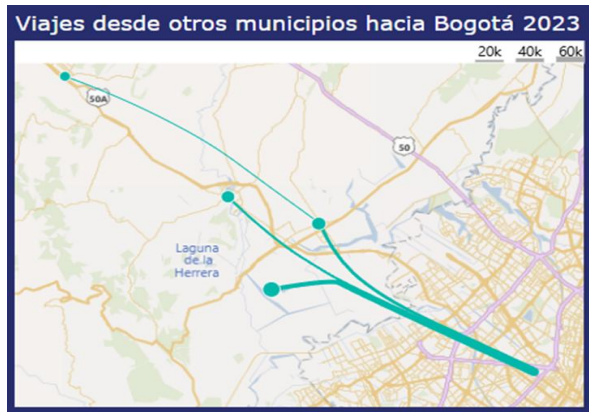 Viajes desde otros municipios hacia Bogotá 2023
20k 40k 60k
50A
50
Laguna
de la
Herrera